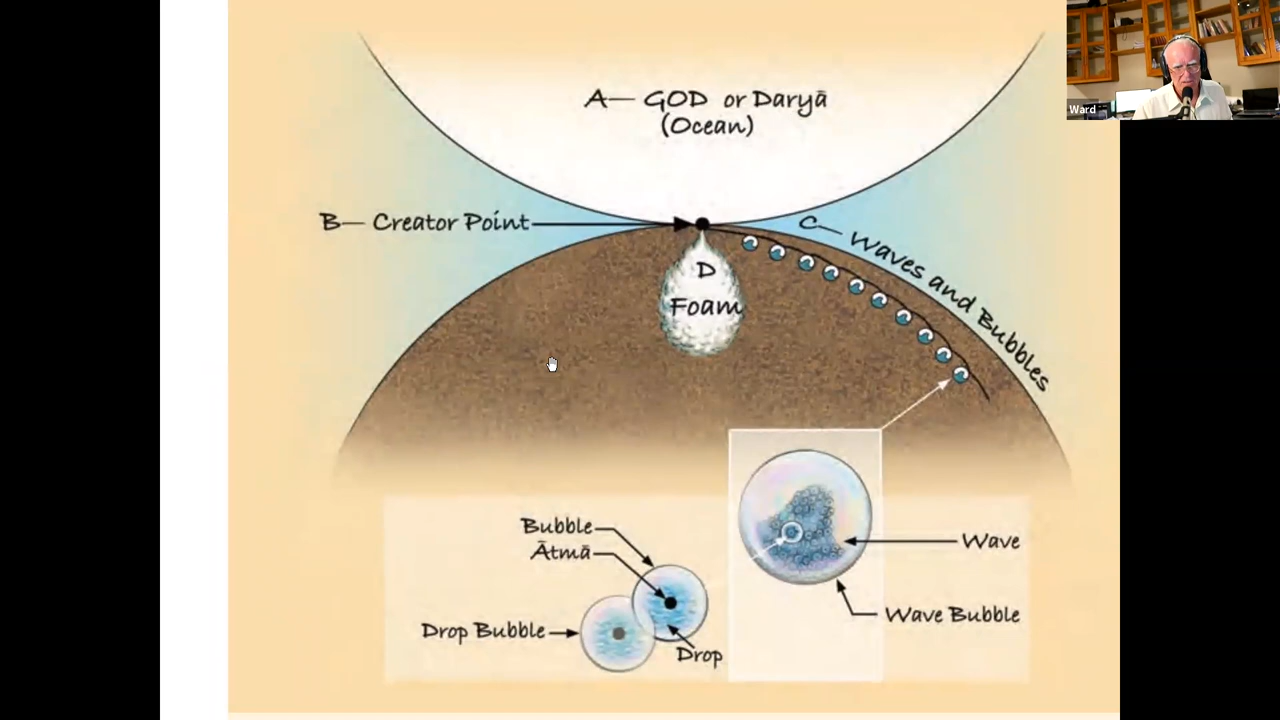 A— GOD or Daryā
(Ocean)
Ward
B— Creator Point
C— Waves and Bubbles
D
Foam
Bubble
Ātmā
Drop Bubble
Drop
Wave
Wave Bubble